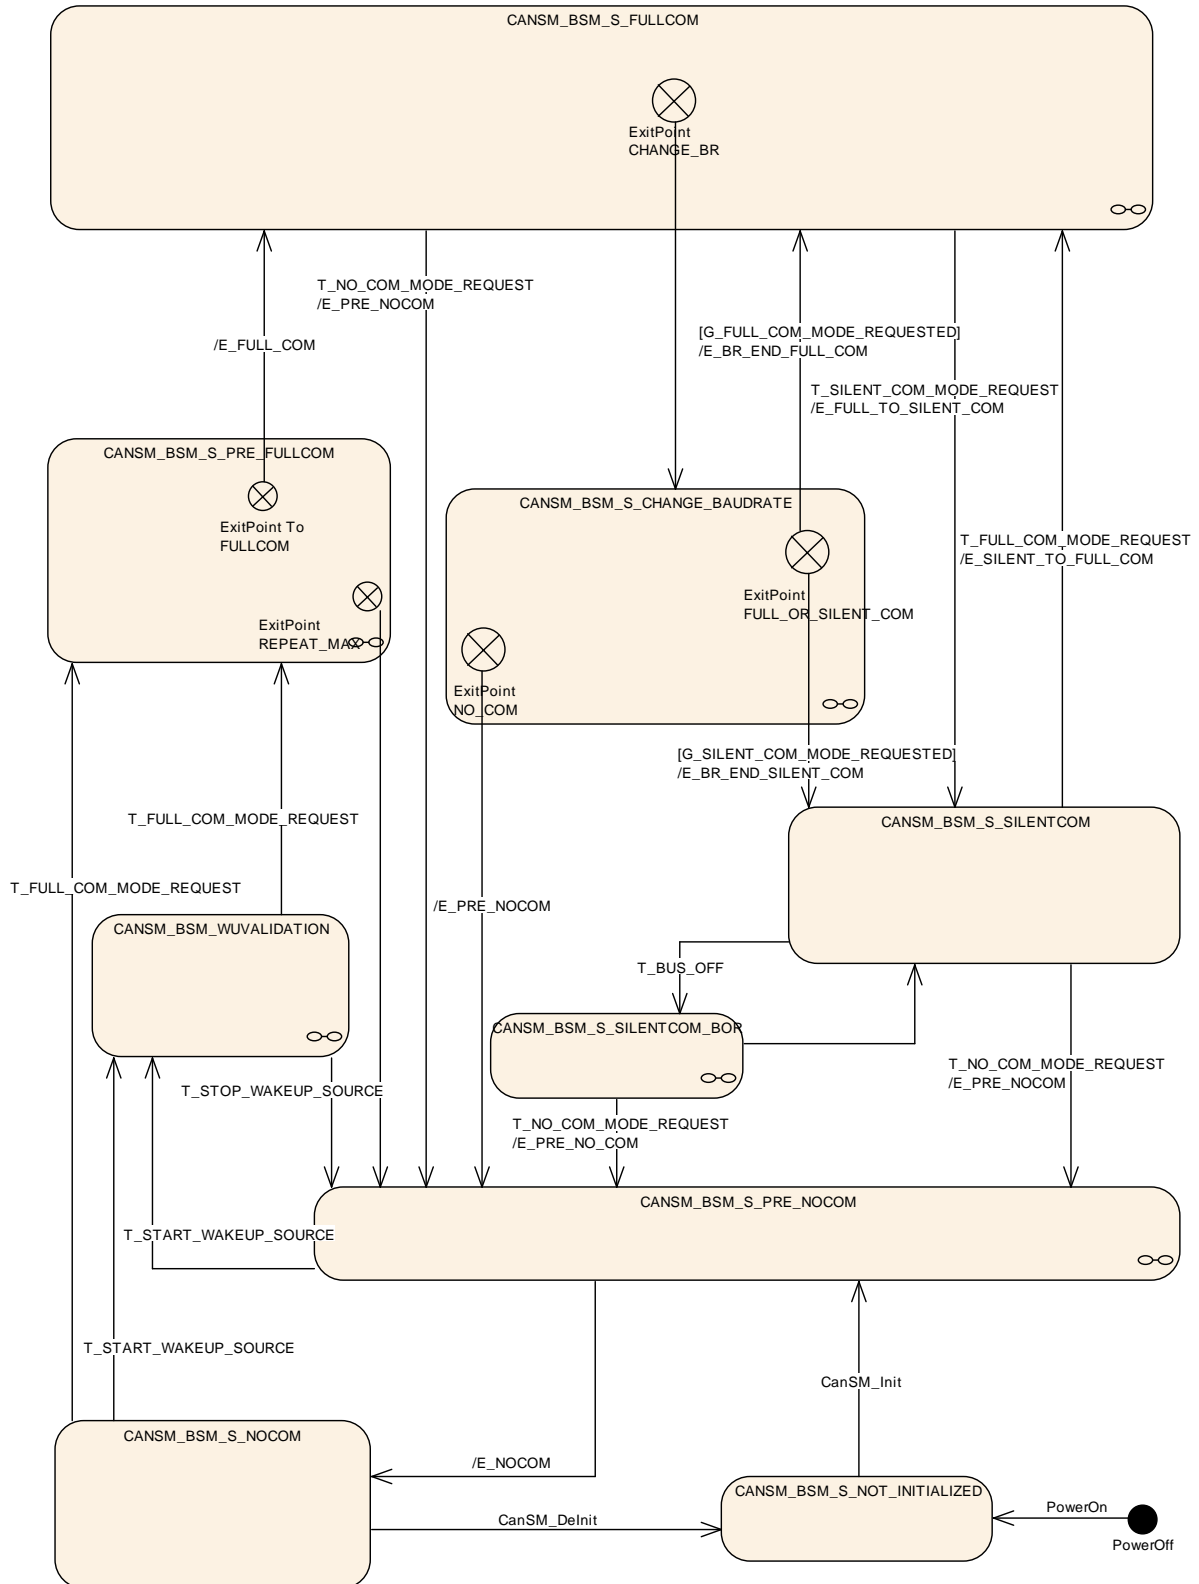 CANSM_BSM_S_FULLCOM
ExitPoint
CHANGE_BR
T_NO_COM_MODE_REQUEST
/E_PRE_NOCOM
/E_FULL_COM
[G_FULL_COM_MODE_REQUESTED]
/E_BR_END_FULL_COM
T_SILENT_COM_MODE_REQUEST
/E_FULL_TO_SILENT_COM
CANSM_BSM_S_PRE_FULLCOM
ExitPoint To
FULLCOM
ExitPoint
REPEAT_MAX
CANSM_BSM_S_CHANGE_BAUDRATE
ExitPoint
FULL_OR_SILENT_COM
ExitPoint
NO_COM
T_FULL_COM_MODE_REQUEST
/E_SILENT_TO_FULL_COM
[G_SILENT_COM_MODE_REQUESTED]
/E_BR_END_SILENT_COM
CANSM_BSM_S_SILENTCOM
T_FULL_COM_MODE_REQUEST
T_FULL_COM_MODE_REQUEST
/E_PRE_NOCOM
CANSM_BSM_WUVALIDATION
T_BUS_OFF
CANSM_BSM_S_SILENTCOM_BOR
T_NO_COM_MODE_REQUEST
/E_PRE_NOCOM
T_STOP_WAKEUP_SOURCE
T_NO_COM_MODE_REQUEST
/E_PRE_NO_COM
CANSM_BSM_S_PRE_NOCOM
T_START_WAKEUP_SOURCE
T_START_WAKEUP_SOURCE
CanSM_Init
CANSM_BSM_S_NOCOM
/E_NOCOM
CanSM_DeInit
CANSM_BSM_S_NOT_INITIALIZED
PowerOn
PowerOff